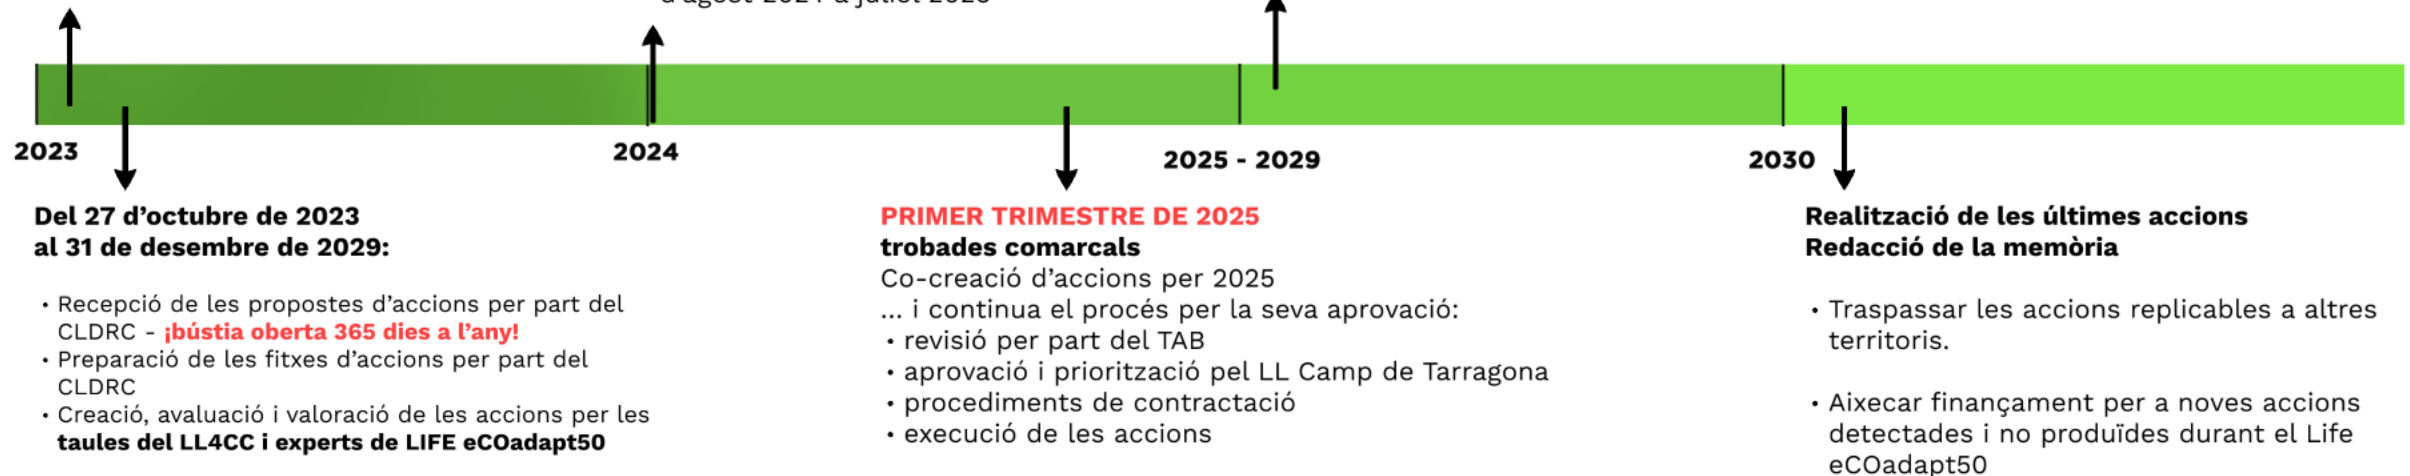 d'agost 2024 a juliol 2025
2023
2024
2025 - 2029
2030
Del 27 d'octubre de 2023
al 31 de desembre de 2029:
• Recepció de les propostes d'accions per part del
CLDRC - ¡bústia oberta 365 dies a l'any!
• Preparació de les fitxes d'accions per part del
CLDRC
• Creació, avaluació i valoració de les accions per les
taules del LL4CC i experts de LIFE eCOadapt50
PRIMER TRIMESTRE DE 2025
trobades comarcals
Co-creació d'accions per 2025
... i continua el procés per la seva aprovació:
• revisió per part del TAB
• aprovació i priorització pel LL Camp de Tarragona
• procediments de contractació
• execució de les accions
Realització de les últimes accions
Redacció de la memòria
• Traspassar les accions replicables a altres
territoris.
• Aixecar finançament per a noves accions
detectades i no produïdes durant el Life
eCOadapt50